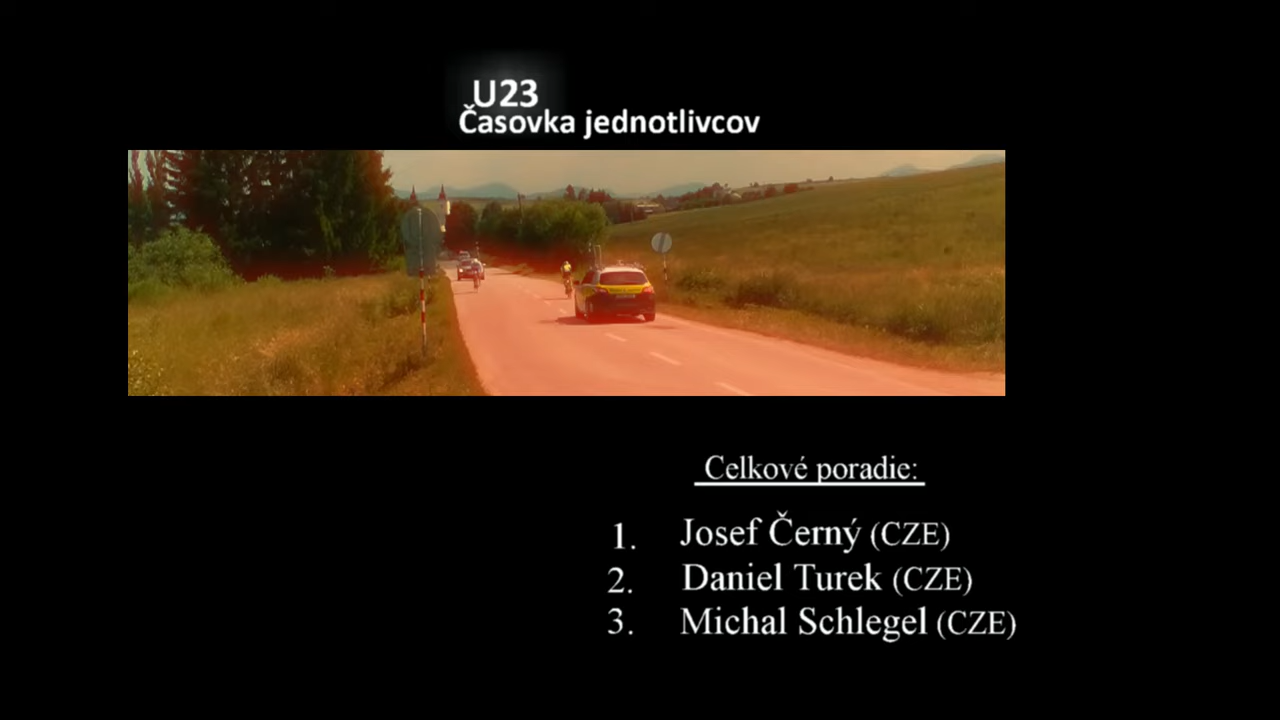 U23
Časovka jednotlivcov
Celkové poradie:
1. Josef Černý (CZE)
2. Daniel Turek (CZE)
3. Michal Schlegel (CZE)